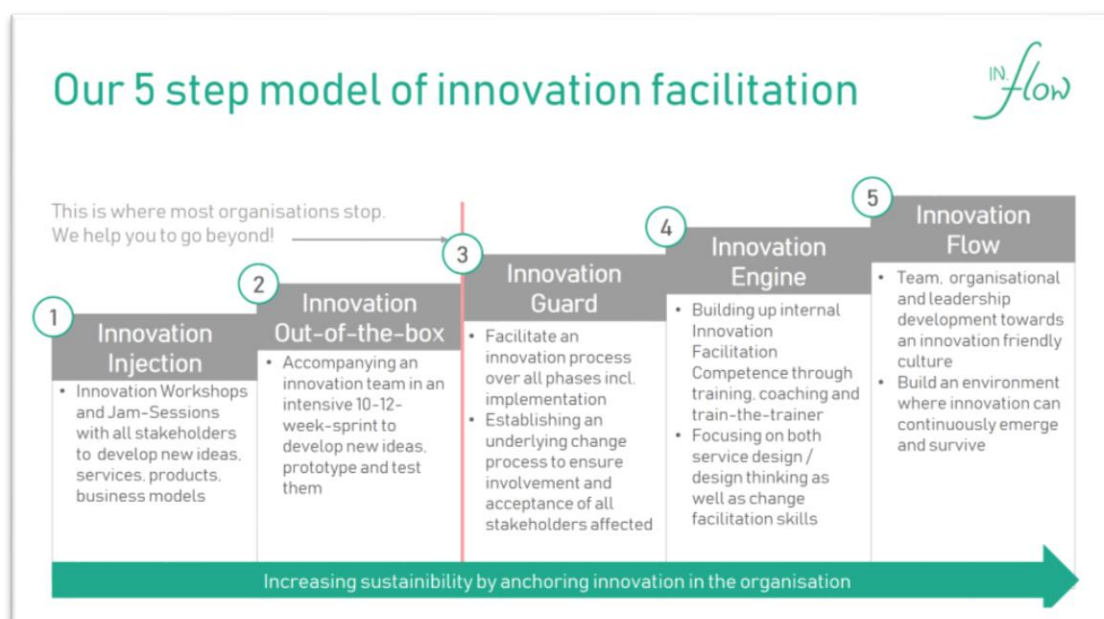 Our 5 step model of innovation facilitation
IN.flow
This is where most organisations stop.
We help you to go beyond!
1
Innovation
Injection
• Innovation Workshops
and Jam-Sessions
with all stakeholders
to develop new ideas,
services, products,
business models
2
Innovation
Out-of-the-box
• Accompanying an
innovation team in an
intensive 10-12-
week-sprint to
develop new ideas,
prototype and test
them
3
Innovation
Guard
• Facilitate an
innovation process
over all phases incl.
implementation
• Establishing an
underlying change
process to ensure
involvement and
acceptance of all
stakeholders affected
4
Innovation
Engine
• Building up internal
Innovation
Facilitation
Competence through
training, coaching and
train-the-trainer
• Focusing on both
service design /
design thinking as
well as change
facilitation skills
5
Innovation
Flow
• Team, organisational
and leadership
development towards
an innovation friendly
culture
• Build an environment
where innovation can
continuously emerge
and survive
Increasing sustainibility by anchoring innovation in the organisation